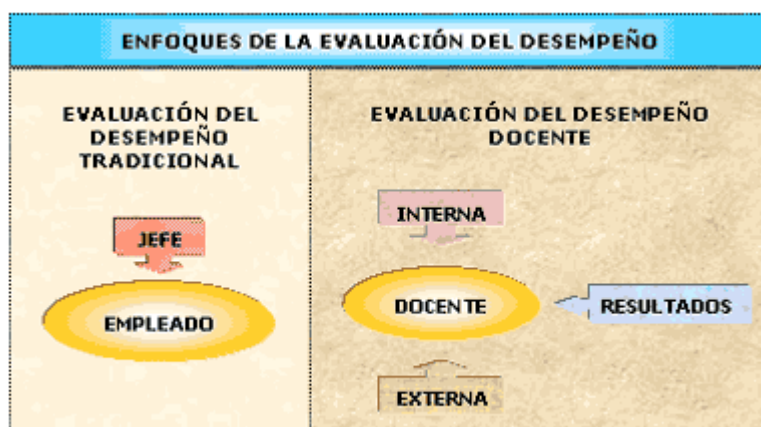 ENFOQUES DE LA EVALUACIÓN DEL DESEMPEÑO
EVALUACIÓN DEL
DESEMPEÑO
TRADICIONAL
JEFE
EMPLEADO
EVALUACIÓN DEL DESEMPEÑO
DOCENTE
INTERNA
DOCENTE
RESULTADOS
EXTERNA